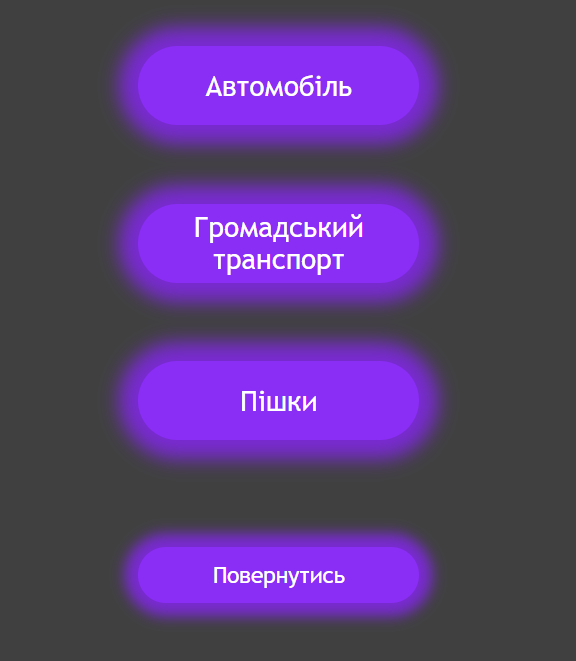 Автомобіль
Громадський
транспорт
Пішки
Повернутись